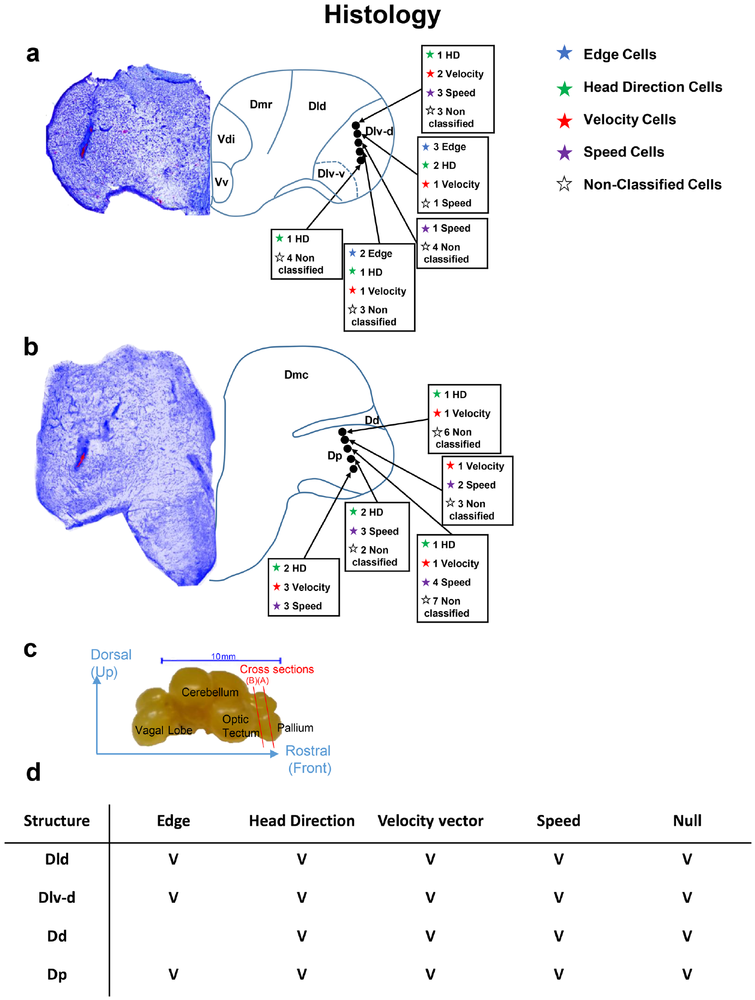 Histology
a
Edge Cells
Head Direction Cells
Velocity Cells
Speed Cells
Non-Classified Cells
Dmr
Dld
Vdi
Vv
Dlv-d
Dlv-v
1 HD
2 Velocity
3 Speed
3 Non
classified
3 Edge
2 HD
1 Velocity
1 Speed
1 Speed
4 Non
classified
2 Edge
1 HD
1 Velocity
3 Non
classified
1 HD
4 Non
classified
b
Dmc
Dd
Dp
1 HD
1 Velocity
6 Non
classified
1 Velocity
2 Speed
3 Non
classified
1 HD
1 Velocity
4 Speed
7 Non
classified
2 HD
3 Speed
2 Non
classified
2 HD
3 Velocity
3 Speed
c
Dorsal
(Up)
10mm
Cross sections
(B)(A)
Cerebellum
Optic
Tectum
Vagal Lobe
Pallium
Rostral
(Front)
d
Structure Edge Head Direction Velocity vector Speed Null
Dld V V V V V
Dlv-d V V V V V
Dd V V V V
Dp V V V V V